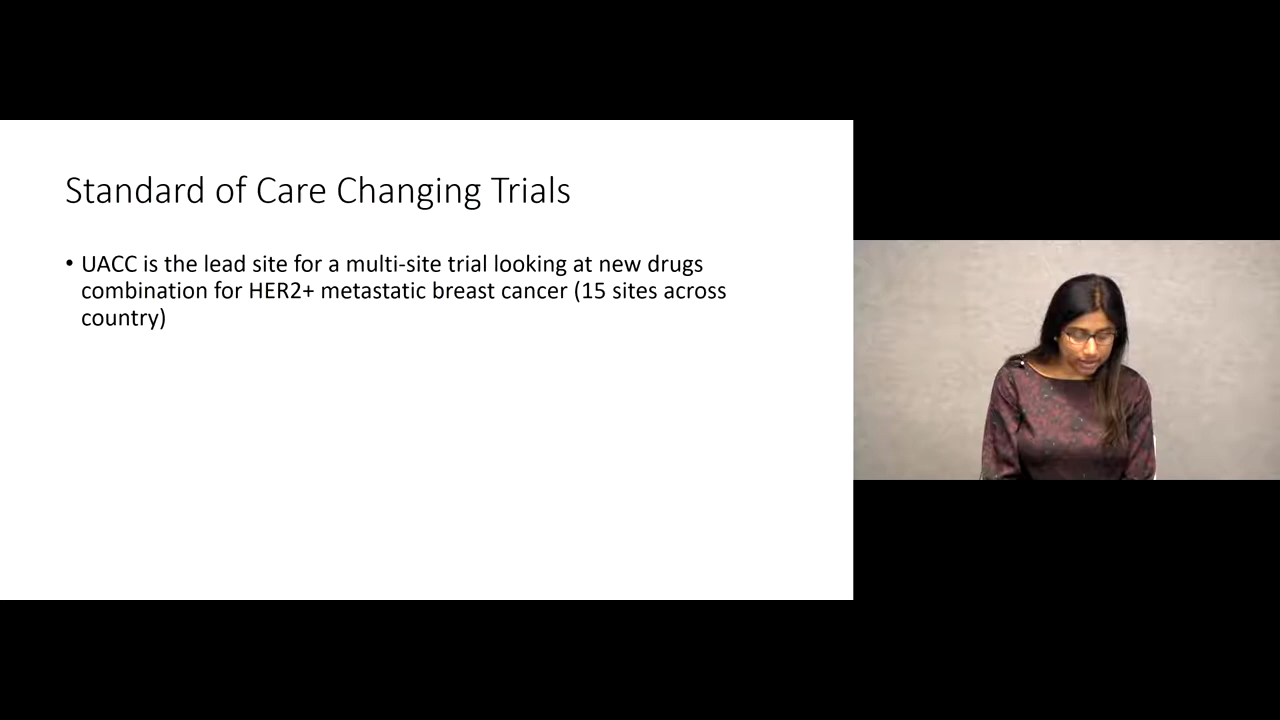 Standard of Care Changing Trials
• UACC is the lead site for a multi-site trial looking at new drugs
combination for HER2+ metastatic breast cancer (15 sites across
country)